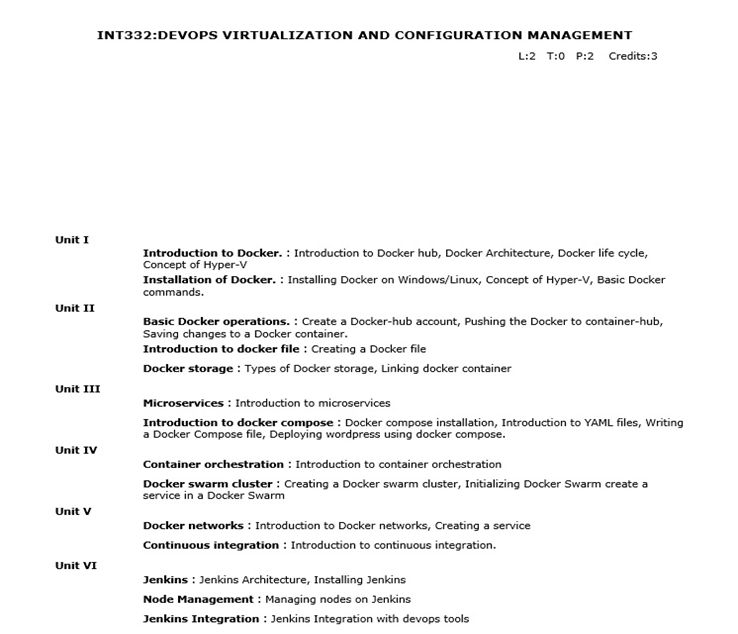 INT332:DEVOPS VIRTUALIZATION AND CONFIGURATION MANAGEMENT
L:2 T:0 P:2 Credits:3
Unit I
Introduction to Docker. : Introduction to Docker hub, Docker Architecture, Docker life cycle,
Concept of Hyper-V
Installation of Docker. : Installing Docker on Windows/Linux, Concept of Hyper-V, Basic Docker
commands.
Unit II
Basic Docker operations. : Create a Docker-hub account, Pushing the Docker to container-hub,
Saving changes to a Docker container.
Introduction to docker file : Creating a Docker file
Docker storage : Types of Docker storage, Linking docker container
Unit III
Microservices : Introduction to microservices
Introduction to docker compose : Docker compose installation, Introduction to YAML files, Writing
a Docker Compose file, Deploying wordpress using docker compose.
Unit IV
Container orchestration : Introduction to container orchestration
Docker swarm cluster : Creating a Docker swarm cluster, Initializing Docker Swarm create a
service in a Docker Swarm
Unit V
Docker networks : Introduction to Docker networks, Creating a service
Continuous integration : Introduction to continuous integration.
Unit VI
Jenkins : Jenkins Architecture, Installing Jenkins
Node Management : Managing nodes on Jenkins
Jenkins Integration : Jenkins Integration with devops tools